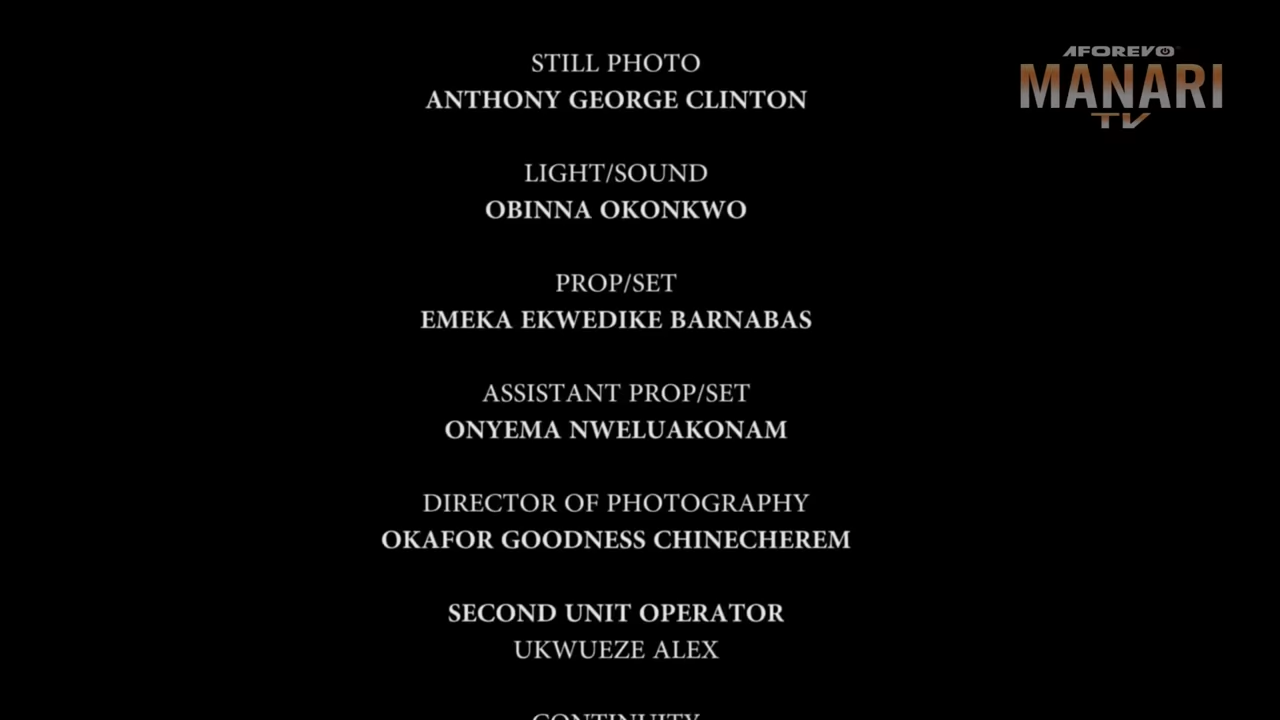 STILL PHOTO
ANTHONY GEORGE CLINTON
LIGHT/SOUND
OBINNA OKONKWO
PROP/SET
EMEKA EKWEDIKE BARNABAS
ASSISTANT PROP/SET
ONYEMA NWELUAKONAM
DIRECTOR OF PHOTOGRAPHY
OKAFOR GOODNESS CHINECHEREM
SECOND UNIT OPERATOR
UKWUEZE ALEX
CONTINUITY
AFOREVO
MANARI
TV